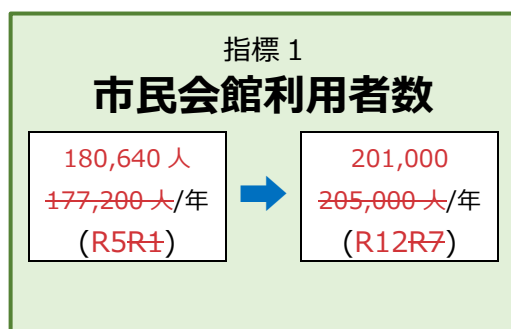 指標 1
市民会館利用者数
180,640 人
177,200 人/年
(R5R1)
201,000
205,000 人/年
(R12R7)